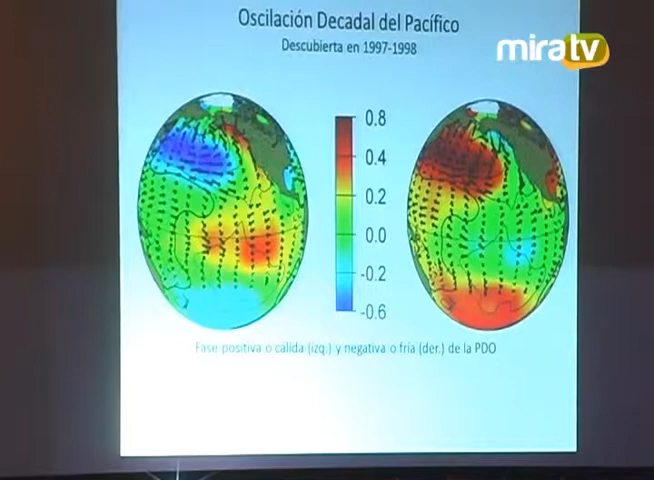 Oscilación Decadal del Pacífico
Descubierta en 1997-1998
miratv
0.8
0.4
0.2
0.0
-0.2
-0.6
Fase positiva o calida (izq.) y negativa o fría (der.) de la PDO